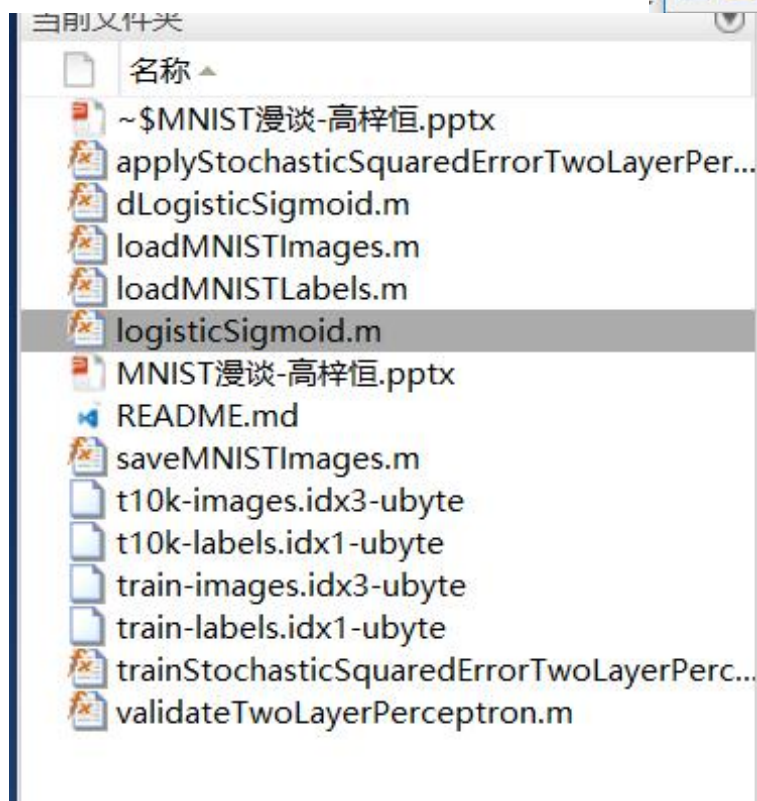 当前文件夹
名称
~$MNIST漫谈-高梓恒.pptx
applyStochasticSquaredErrorTwoLayerPer...
dLogisticSigmoid.m
loadMNISTImages.m
loadMNISTLabels.m
logisticSigmoid.m
MNIST漫谈-高梓恒.pptx
README.md
saveMNISTImages.m
t10k-images.idx3-ubyte
t10k-labels.idx1-ubyte
train-images.idx3-ubyte
train-labels.idx1-ubyte
trainStochasticSquaredErrorTwoLayerPerc...
validateTwoLayerPerceptron.m